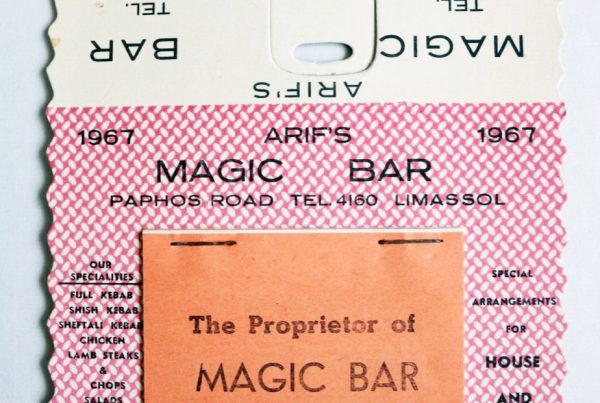 TEL. TEL.
MAGIC BAR
ARIF'S
1967 ARIF'S 1967
MAGIC BAR
PAPHOS ROAD TEL. 4160 LIMASSOL
OUR
SPECIALITIES
FULL KEBAB
SHISH KEBAB
SHEFTALI KEBAB
CHICKEN
LAMB STEAKS
&
CHOPS
SALADS
The Proprietor of
MAGIC BAR
SPECIAL
ARRANGEMENTS
FOR
HOUSE
AND